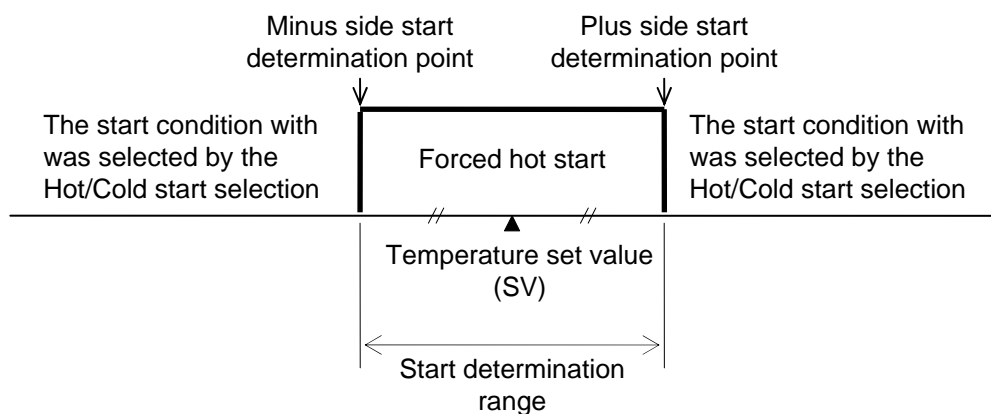 Minus side start
determination point
Plus side start
determination point
The start condition with
was selected by the
Hot/Cold start selection
Forced hot start
The start condition with
was selected by the
Hot/Cold start selection
Temperature set value
(SV)
Start determination
range